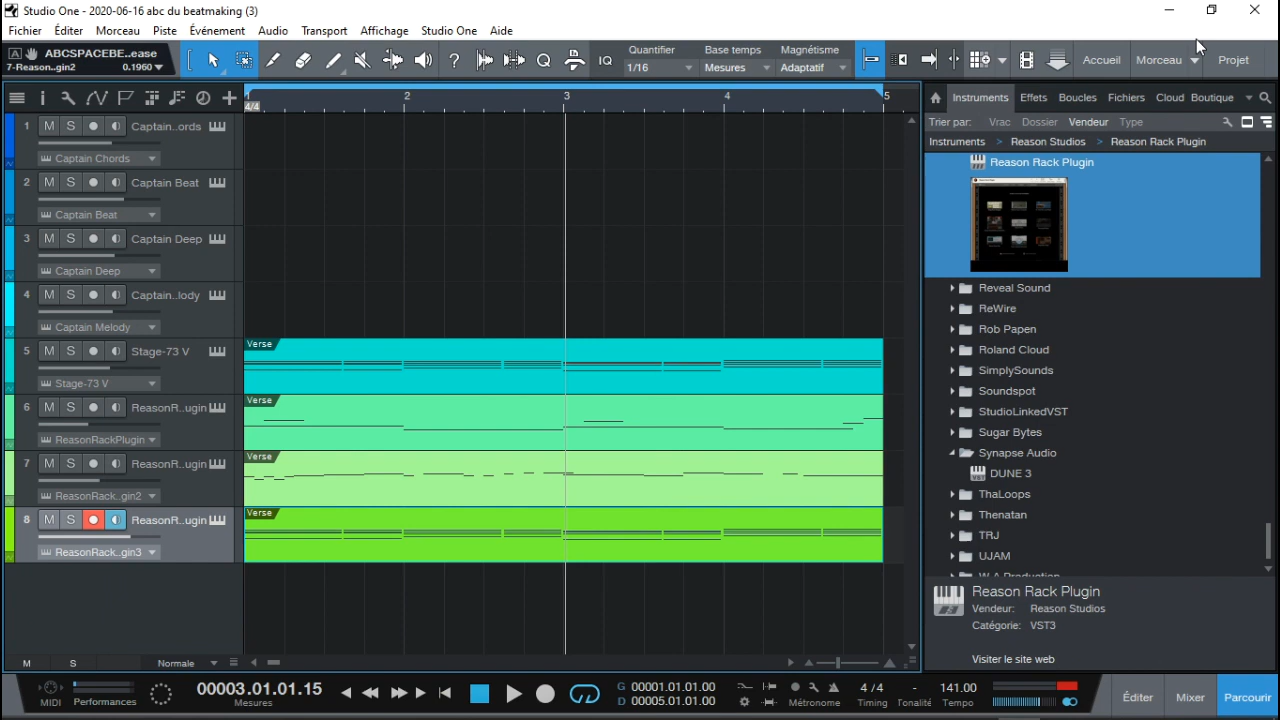 Studio One - 2020-06-16 abc du beatmaking (3)
Fichier Éditer Morceau Piste Événement Audio Transport Affichage Studio One Aide
A ABCSPACEBE..ease
7-Reason..gin2 0.1960
IQ
Quantifier
1/16
Base temps
Mesures
Magnétisme
Adaptatif
Accueil Morceau Projet
1 2 3 4 5
4/4
1 M S Captain..ords
Captain Chords
2 M S Captain Beat
Captain Beat
3 M S Captain Deep
Captain Deep
4 M S Captain..lody
Captain Melody
5 M S Stage-73 V
Stage-73 V
Verse
6 M S ReasonR..ugin
ReasonRackPlugin
Verse
7 M S ReasonR..ugin
ReasonRack..gin2
Verse
8 M S ReasonR..ugin
ReasonRack..gin3
Verse
M S Normale
Instruments Effets Boucles Fichiers Cloud Boutique
Trier par: Vrac Dossier Vendeur Type
Instruments > Reason Studios > Reason Rack Plugin
Reason Rack Plugin
Reveal Sound
ReWire
Rob Papen
Roland Cloud
SimplySounds
Soundspot
StudioLinkedVST
Sugar Bytes
Synapse Audio
VST DUNE 3
ThaLoops
Thenatan
TRJ
UJAM
W.A Production
Reason Rack Plugin
Vendeur: Reason Studios
Catégorie: VST3
Visiter le site web
MIDI
Performances
00003.01.01.15
Mesures
G 00001.01.01.00
D 00005.01.01.00
Métronome
4 / 4
Timing
-
Tonalité
141.00
Tempo
Éditer Mixer Parcourir